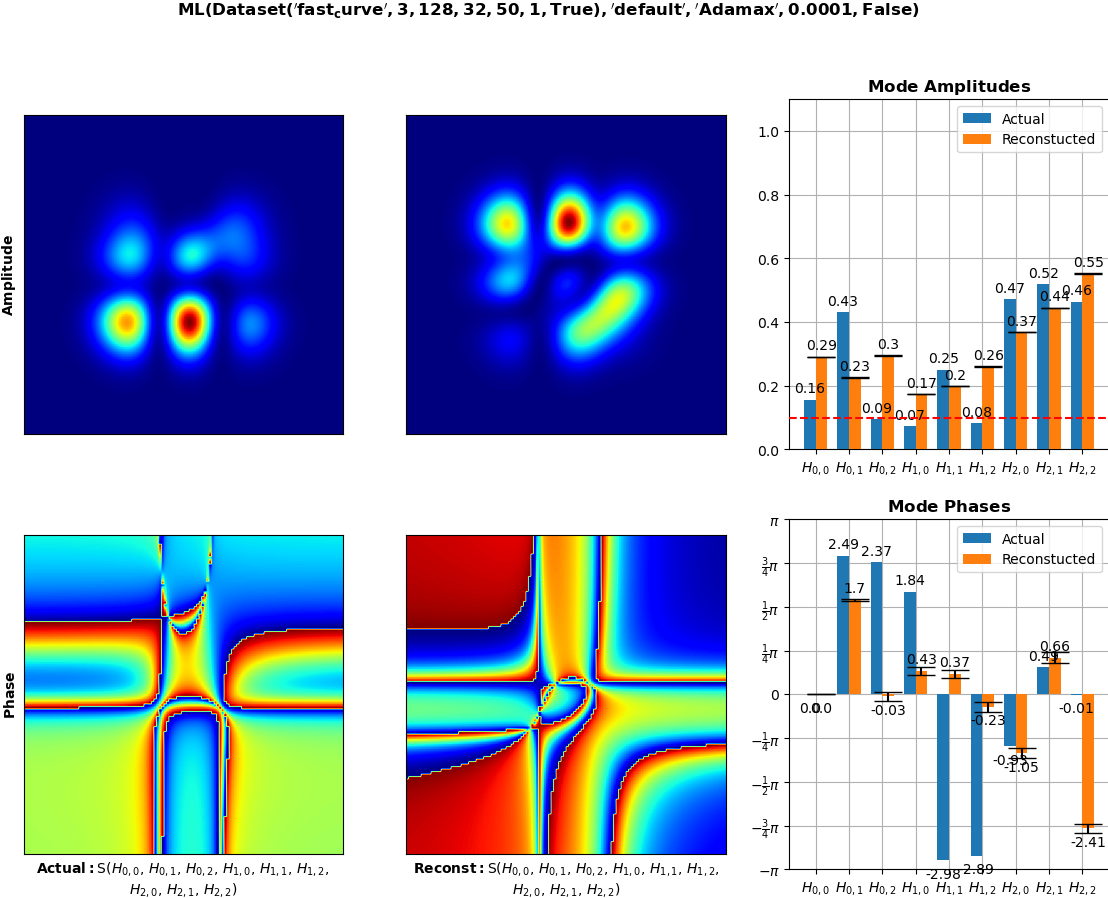 ML(Dataset('fast_curve', 3, 128, 32, 50, 1, True), 'default', 'Adamax', 0.0001, False)
Amplitude
Mode Amplitudes
Actual
Reconstucted
1.0
0.8
0.6
0.4
0.2
0.0
0.16
0.43
0.09
0.07
0.25
0.08
0.47
0.52
0.46
0.29
0.23
0.3
0.17
0.2
0.26
0.37
0.44
0.55
H0,0 H0,1 H0,2 H1,0 H1,1 H1,2 H2,0 H2,1 H2,2
Phase
Mode Phases
Actual
Reconstucted
π
3/4π
1/2π
1/4π
0
−1/4π
−1/2π
−3/4π
−π
0.0
2.49
2.37
1.84
-2.98
-2.89
-0.93
0.49
-0.01
0.0
1.7
-0.03
0.43
0.37
-0.23
-1.05
0.66
-2.41
H0,0 H0,1 H0,2 H1,0 H1,1 H1,2 H2,0 H2,1 H2,2
Actual: S(H0,0, H0,1, H0,2, H1,0, H1,1, H1,2,
H2,0, H2,1, H2,2)
Reconst: S(H0,0, H0,1, H0,2, H1,0, H1,1, H1,2,
H2,0, H2,1, H2,2)